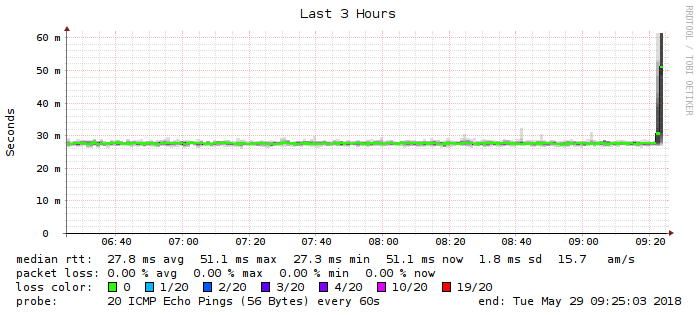 Last 3 Hours
RRDTOOL / TOBI OETIKER
Seconds
60 m
50 m
40 m
30 m
20 m
10 m
0
06:40 07:00 07:20 07:40 08:00 08:20 08:40 09:00 09:20
median rtt: 27.8 ms avg 51.1 ms max 27.3 ms min 51.1 ms now 1.8 ms sd 15.7 am/s
packet loss: 0.00 % avg 0.00 % max 0.00 % min 0.00 % now
loss color: 0 1/20 2/20 3/20 4/20 10/20 19/20
probe: 20 ICMP Echo Pings (56 Bytes) every 60s end: Tue May 29 09:25:03 2018